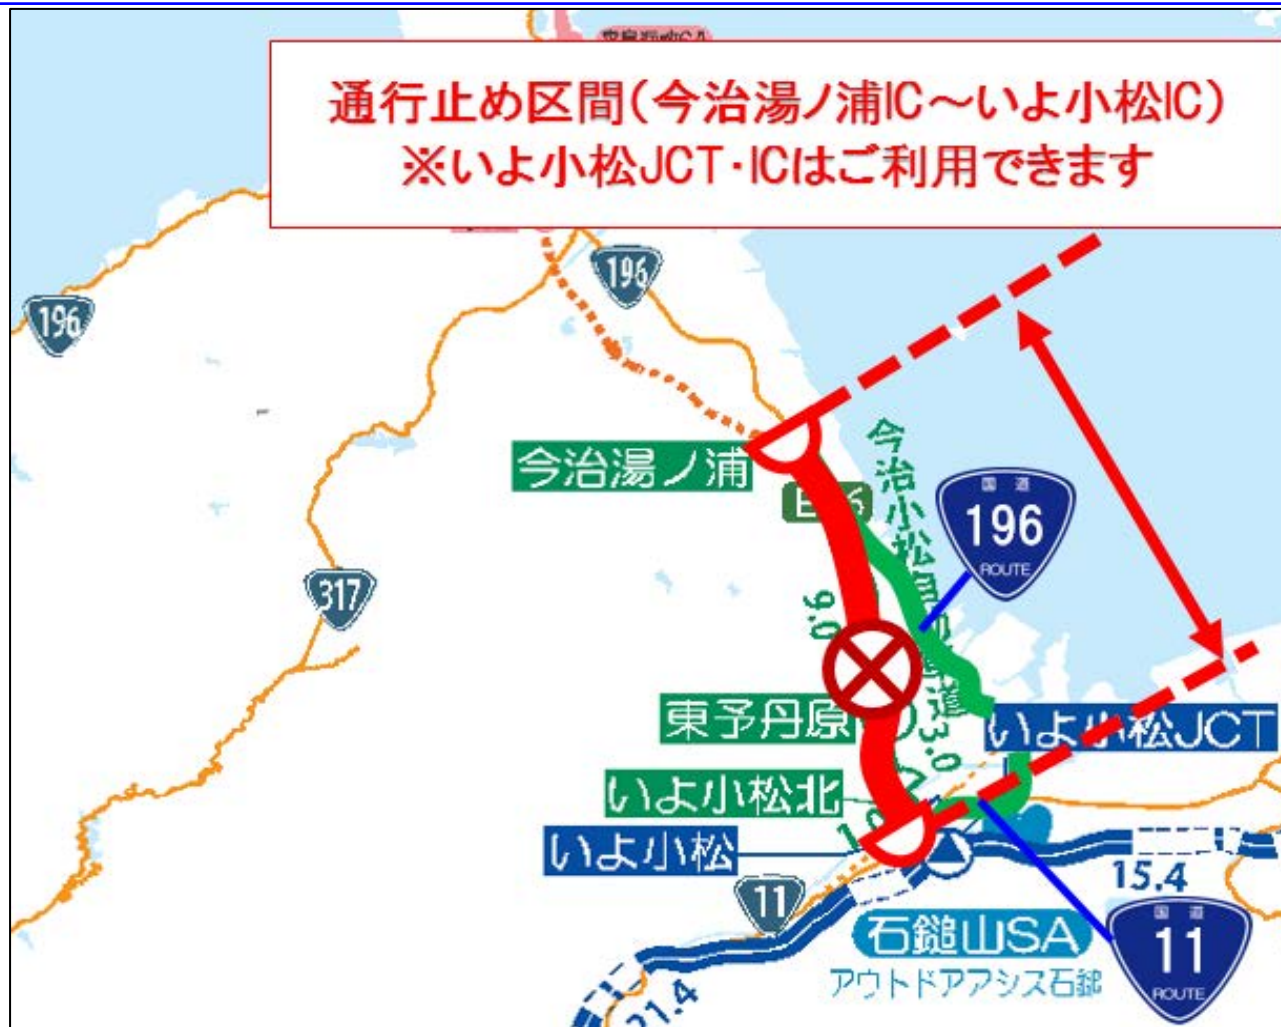 通行止め区間(今治湯ノ浦IC～いよ小松IC)
※いよ小松JCT・ICはご利用できます
196
196
今治湯ノ浦
今治小松
国道
196
ROUTE
317
9.0
東予丹原
3.0
いよ小松JCT
いよ小松北
いよ小松
11
15.4
石鎚山SA
アウトドアアシス石鎚
国道
11
ROUTE
21.4